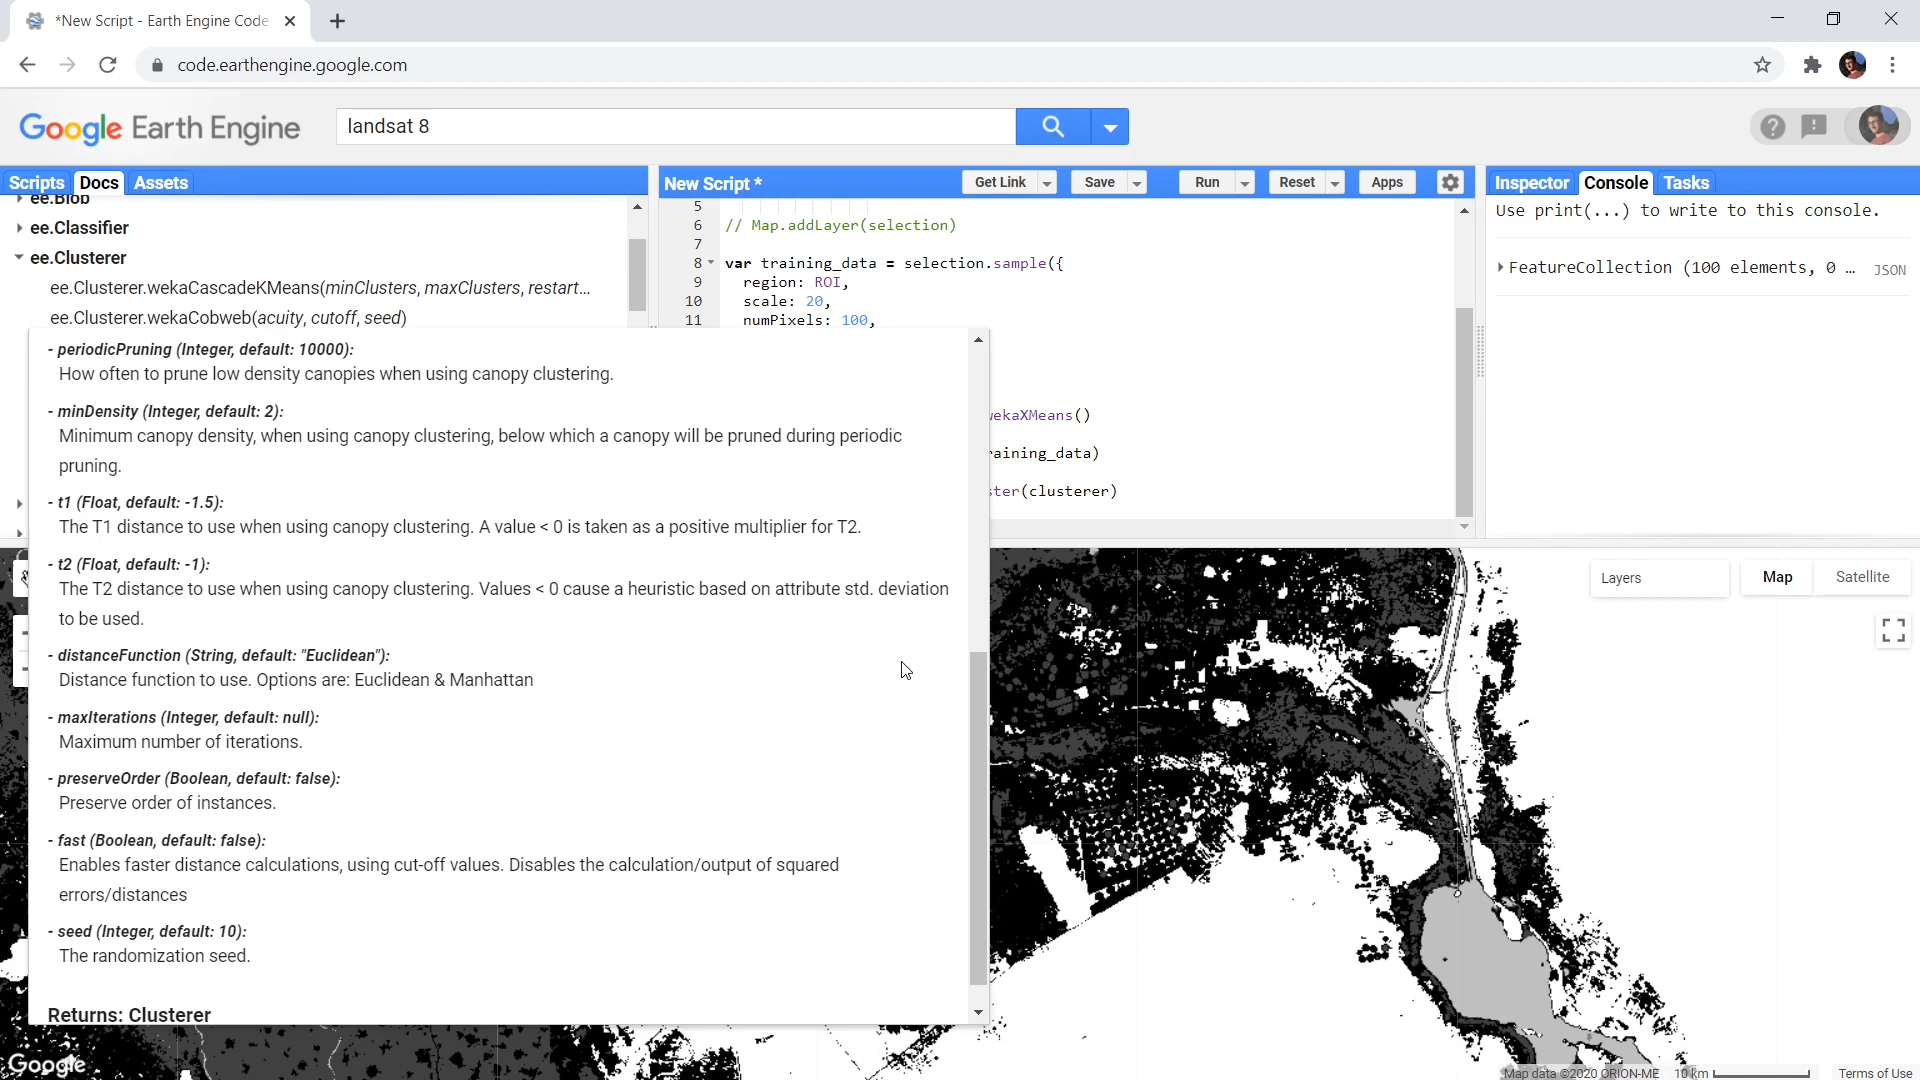 *New Script - Earth Engine Code
code.earthengine.google.com
Google Earth Engine
landsat 8
Scripts Docs Assets
New Script *
Get Link Save Run Reset Apps
Inspector Console Tasks
ee.Blob
ee.Classifier
ee.Clusterer
ee.Clusterer.wekaCascadeKMeans(minClusters, maxClusters, restart...
ee.Clusterer.wekaCobweb(acuity, cutoff, seed)
5
6 // Map.addLayer(selection)
7
8 var training_data = selection.sample({
9 region: ROI,
10 scale: 20,
11 numPixels: 100,
wekaXMeans()
raining_data)
ster(clusterer)
Use print(...) to write to this console.
FeatureCollection (100 elements, 0 … JSON
- periodicPruning (Integer, default: 10000):
How often to prune low density canopies when using canopy clustering.
- minDensity (Integer, default: 2):
Minimum canopy density, when using canopy clustering, below which a canopy will be pruned during periodic
pruning.
- t1 (Float, default: -1.5):
The T1 distance to use when using canopy clustering. A value < 0 is taken as a positive multiplier for T2.
- t2 (Float, default: -1):
The T2 distance to use when using canopy clustering. Values < 0 cause a heuristic based on attribute std. deviation
to be used.
- distanceFunction (String, default: "Euclidean"):
Distance function to use. Options are: Euclidean & Manhattan
- maxIterations (Integer, default: null):
Maximum number of iterations.
- preserveOrder (Boolean, default: false):
Preserve order of instances.
- fast (Boolean, default: false):
Enables faster distance calculations, using cut-off values. Disables the calculation/output of squared
errors/distances
- seed (Integer, default: 10):
The randomization seed.
Returns: Clusterer
Layers
Map Satellite
Google
Map data ©2020 ORION-ME 10 km Terms of Use